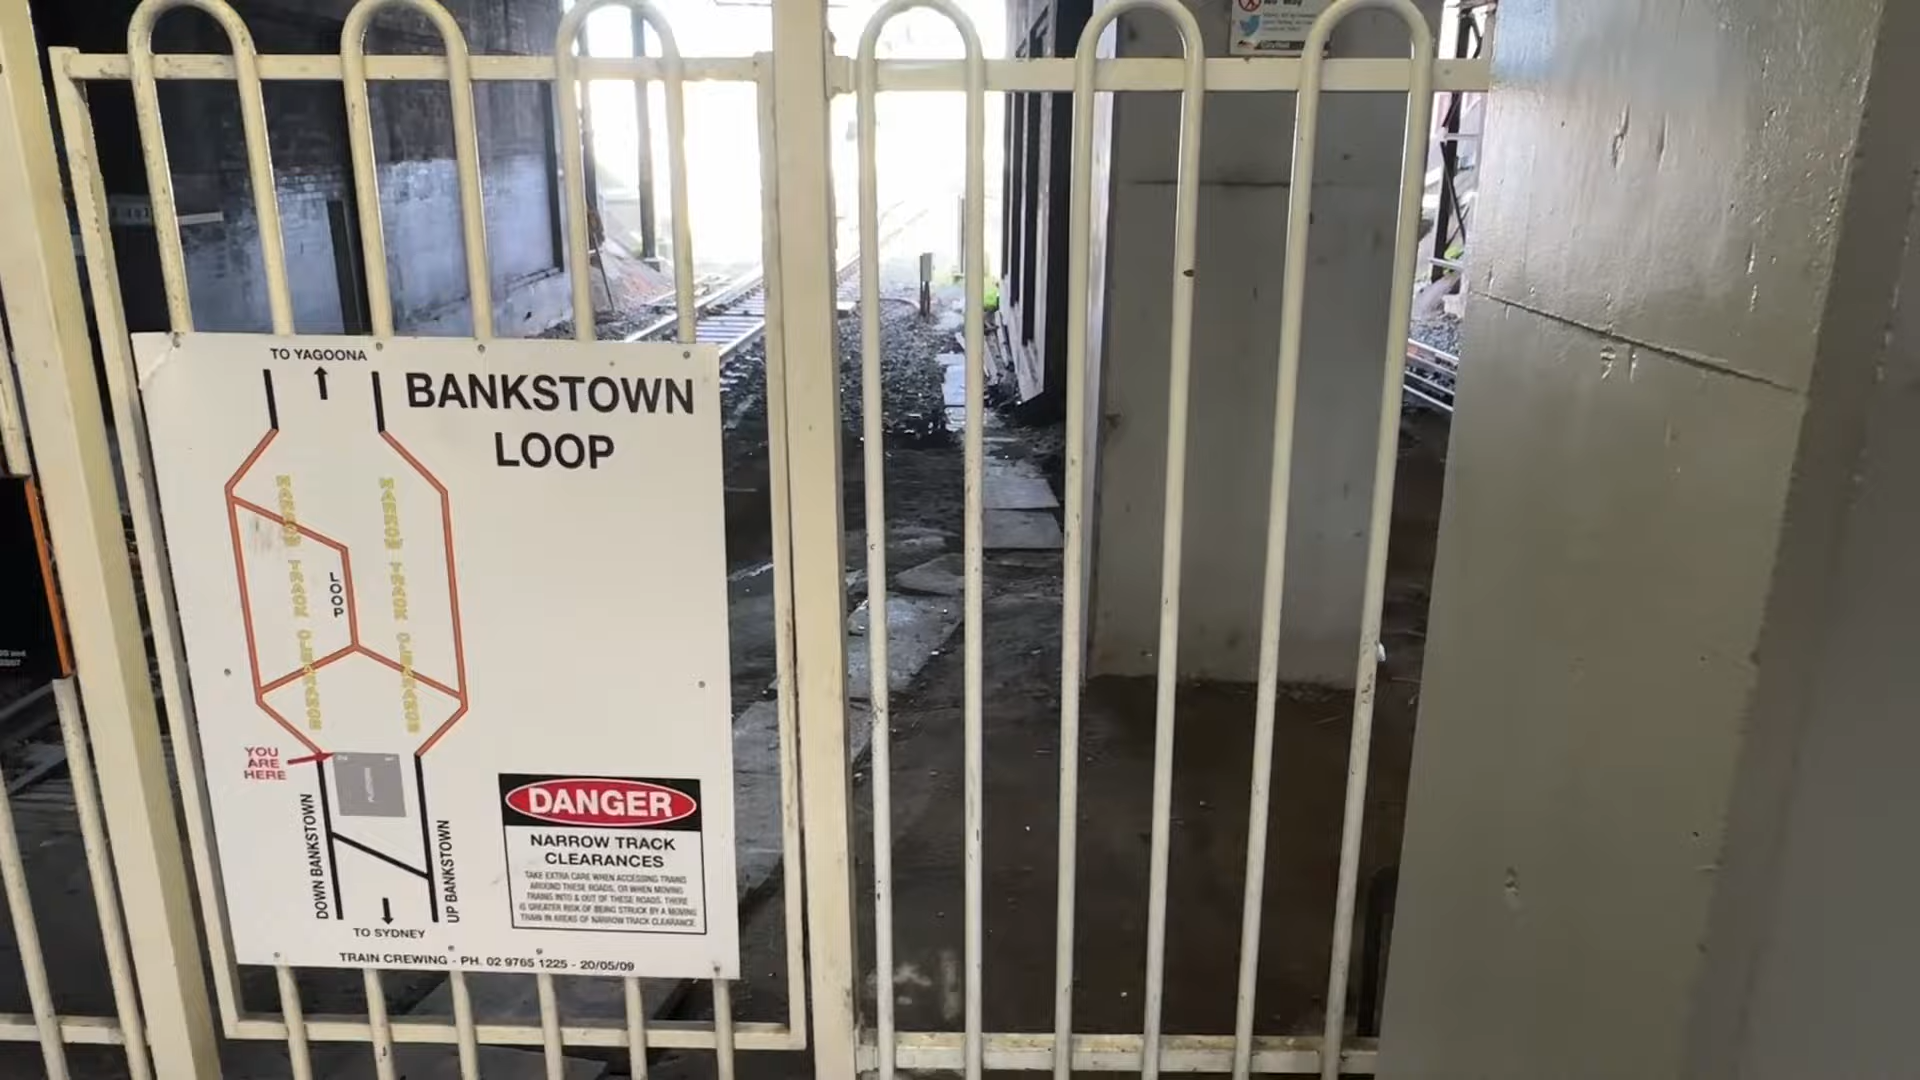 TO YAGOONA
BANKSTOWN
LOOP
NARROW TRACK CLEARANCE
NARROW TRACK CLEARANCE
LOOP
YOU
ARE
HERE
PLATFORM
DOWN BANKSTOWN
UP BANKSTOWN
TO SYDNEY
DANGER
NARROW TRACK
CLEARANCES
TAKE EXTRA CARE WHEN ACCESSING TRAINS
AROUND THESE ROADS, OR WHEN MOVING
TRAINS INTO & OUT OF THESE ROADS. THERE
IS GREATER RISK OF BEING STRUCK BY A MOVING
TRAIN IN AREAS OF NARROW TRACK CLEARANCE.
TRAIN CREWING - PH. 02 9765 1225 - 20/05/09